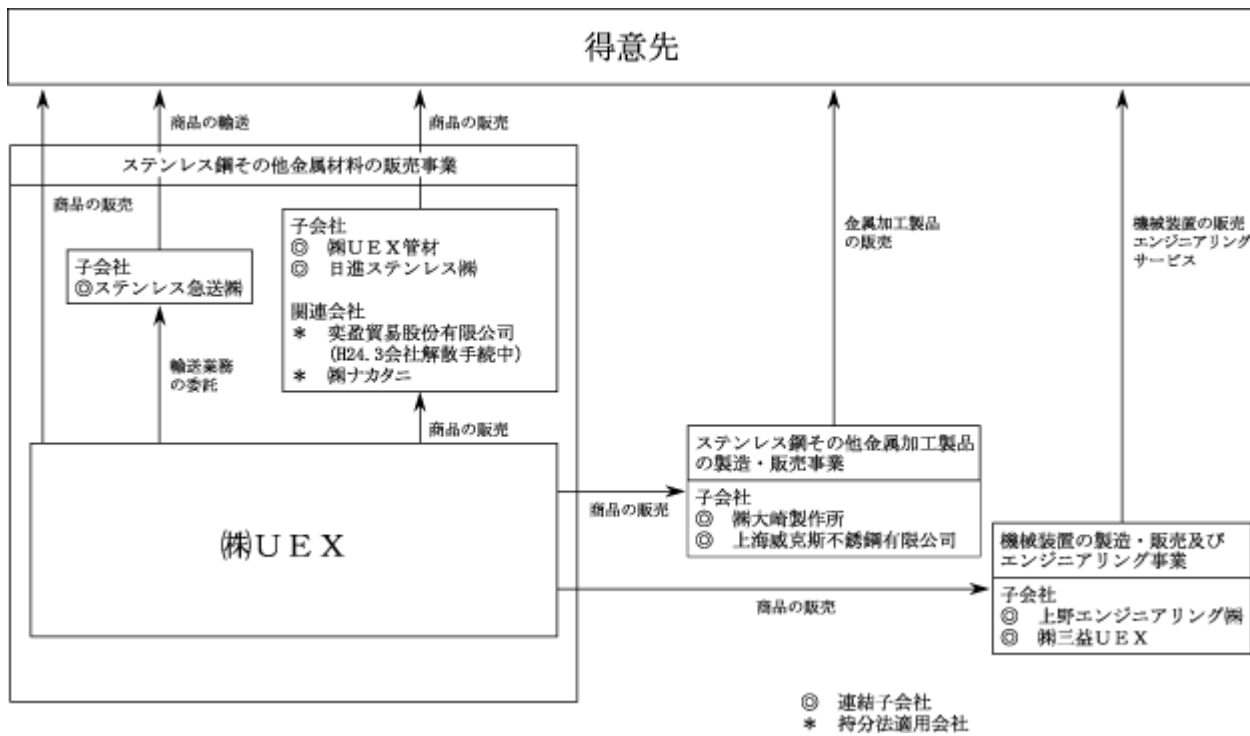 得意先
商品の輸送
商品の販売
ステンレス鋼その他金属材料の販売事業
商品の販売
子会社
◎ステンレス急送㈱
子会社
◎ ㈱UEX管材
◎ 日進ステンレス㈱
関連会社
* 奕盈貿易股份有限公司
(H24.3会社解散手続中)
* ㈱ナカタニ
輸送業務
の委託
商品の販売
㈱UEX
金属加工製品
の販売
機械装置の販売
エンジニアリング
サービス
商品の販売
ステンレス鋼その他金属加工製品
の製造・販売事業
子会社
◎ ㈱大崎製作所
◎ 上海威克斯不銹鋼有限公司
商品の販売
機械装置の製造・販売及び
エンジニアリング事業
子会社
◎ 上野エンジニアリング㈱
◎ ㈱三益UEX
◎ 連結子会社
* 持分法適用会社